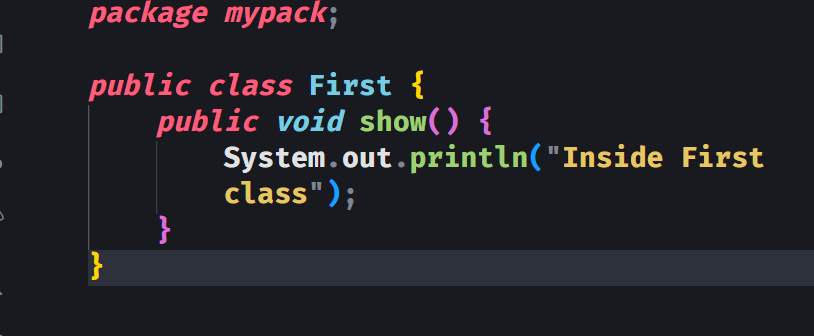 package mypack;
public class First {
public void show() {
System.out.println("Inside First
class");
}
}